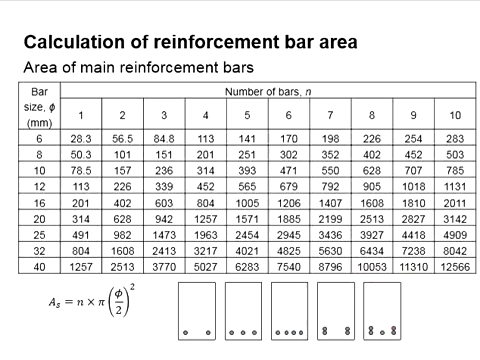 Calculation of reinforcement bar area
Area of main reinforcement bars
Bar size, ϕ (mm) Number of bars, n
1 2 3 4 5 6 7 8 9 10
6 28.3 56.5 84.8 113 141 170 198 226 254 283
8 50.3 101 151 201 251 302 352 402 452 503
10 78.5 157 236 314 393 471 550 628 707 785
12 113 226 339 452 565 679 792 905 1018 1131
16 201 402 603 804 1005 1206 1407 1608 1810 2011
20 314 628 942 1257 1571 1885 2199 2513 2827 3142
25 491 982 1473 1963 2454 2945 3436 3927 4418 4909
32 804 1608 2413 3217 4021 4825 5630 6434 7238 8042
40 1257 2513 3770 5027 6283 7540 8796 10053 11310 12566
A_s = n × π (ϕ/2)^2